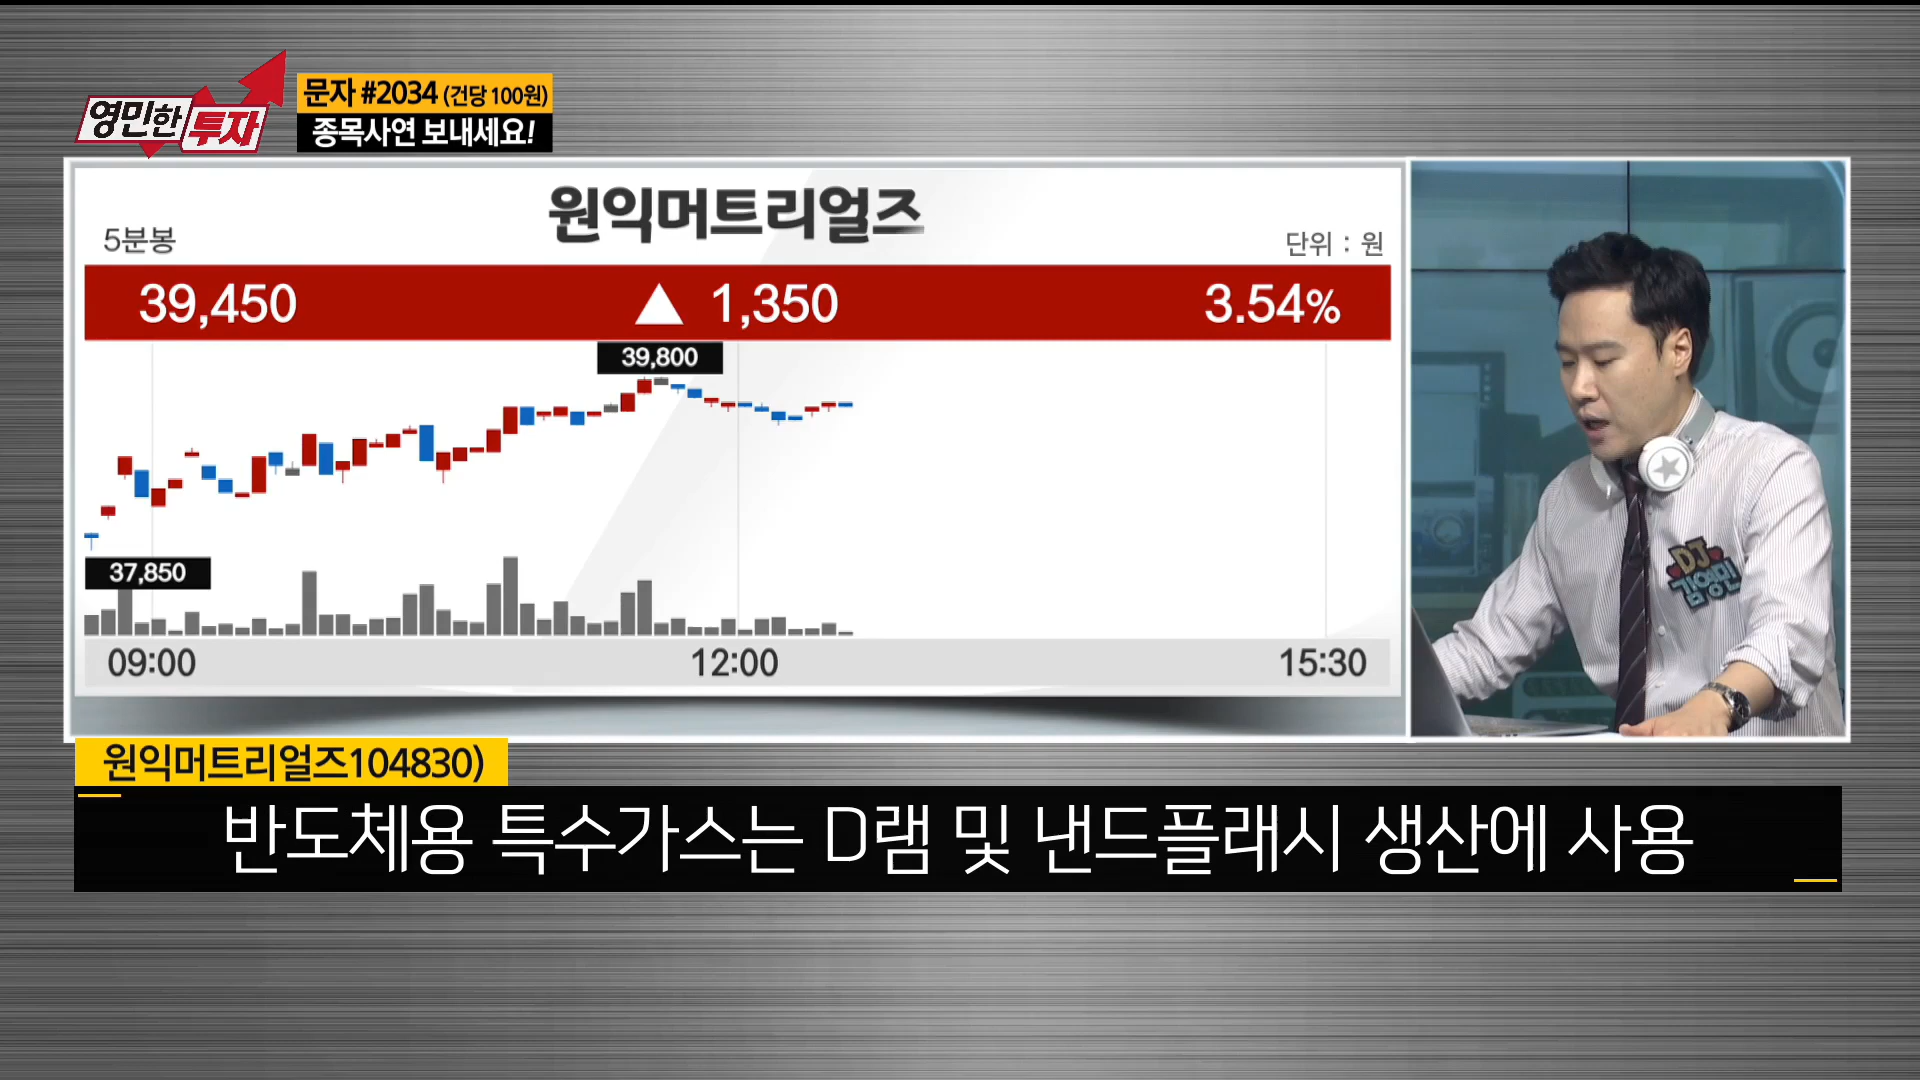 영민한 투자
문자 #2034 (건당 100원)
종목사연 보내세요!
원익머트리얼즈
5분봉
단위 : 원
39,450 ▲ 1,350 3.54%
39,800
37,850
09:00 12:00 15:30
DJ
김영민
원익머트리얼즈104830)
반도체용 특수가스는 D램 및 낸드플래시 생산에 사용